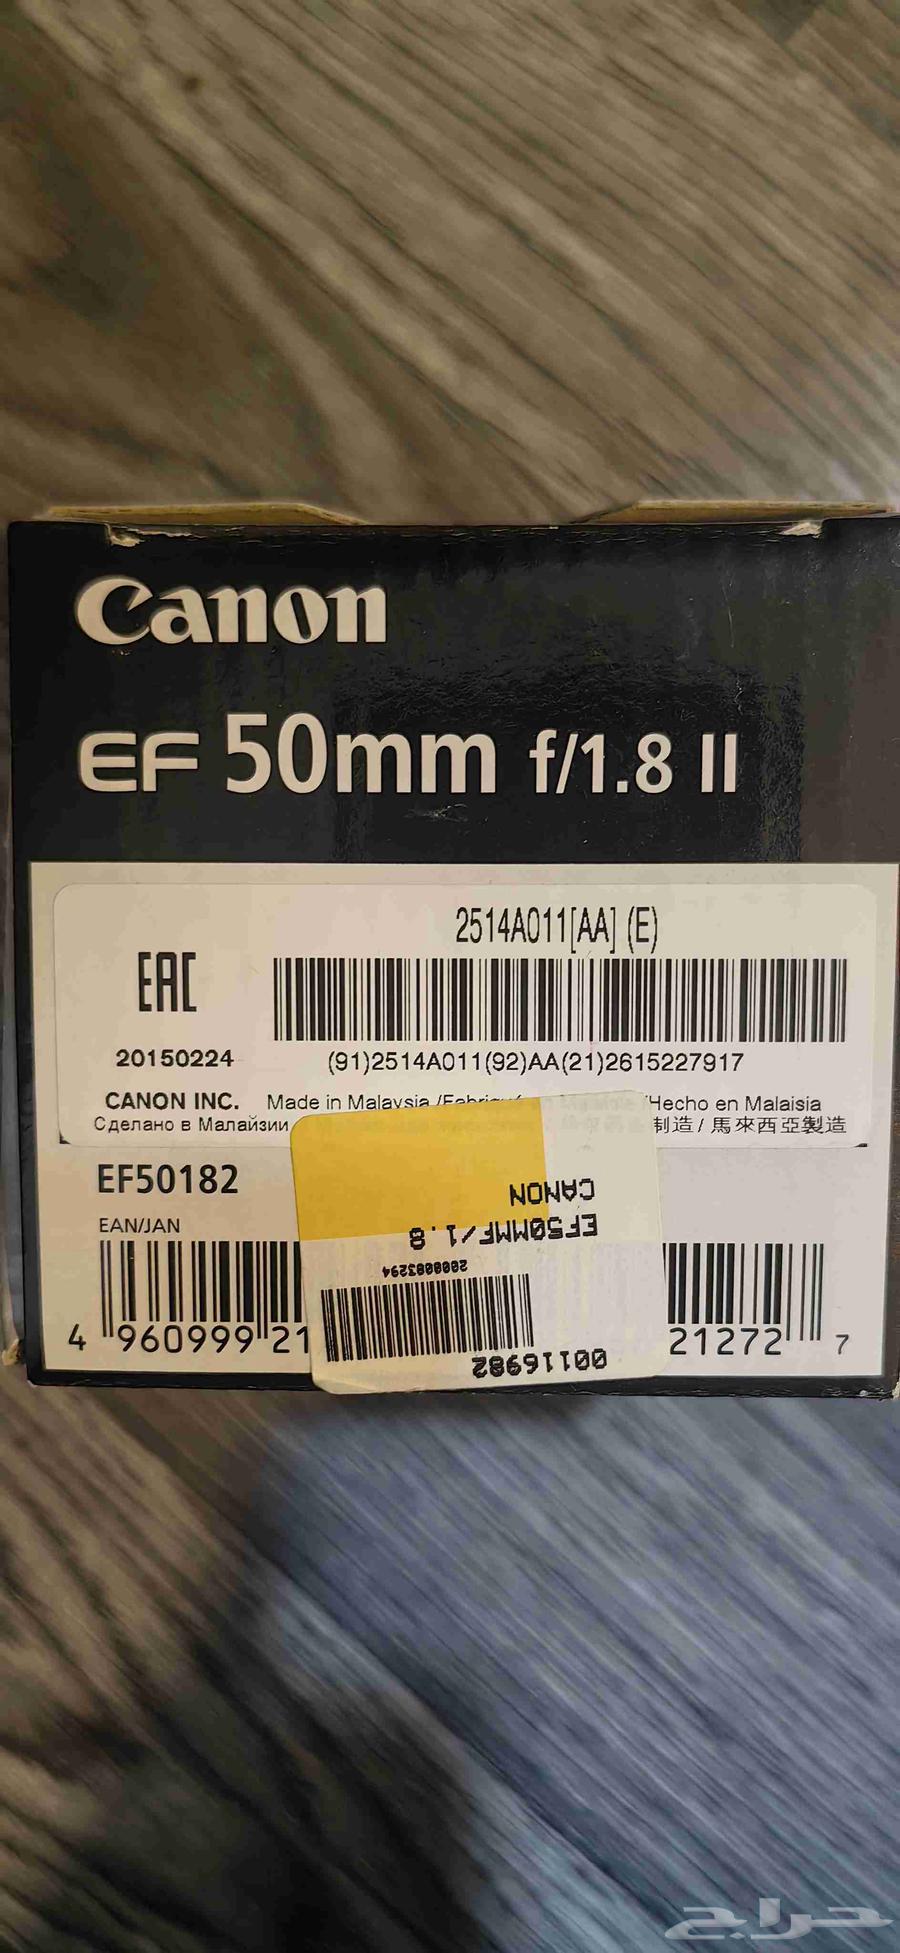 Canon
EF 50mm f/1.8 II
2514A011[AA] (E)
EAC
20150224
(91)2514A011(92)AA(21)2615227917
CANON INC. Made in Malaysia /Hecho en Malaisia
Сделано в Малайзии 制造 / 馬來西亞製造
EF50182
EAN/JAN
4 960999 21
21272 7
CANON
EF50MMF/1.8
2000083294
00116982
حراج